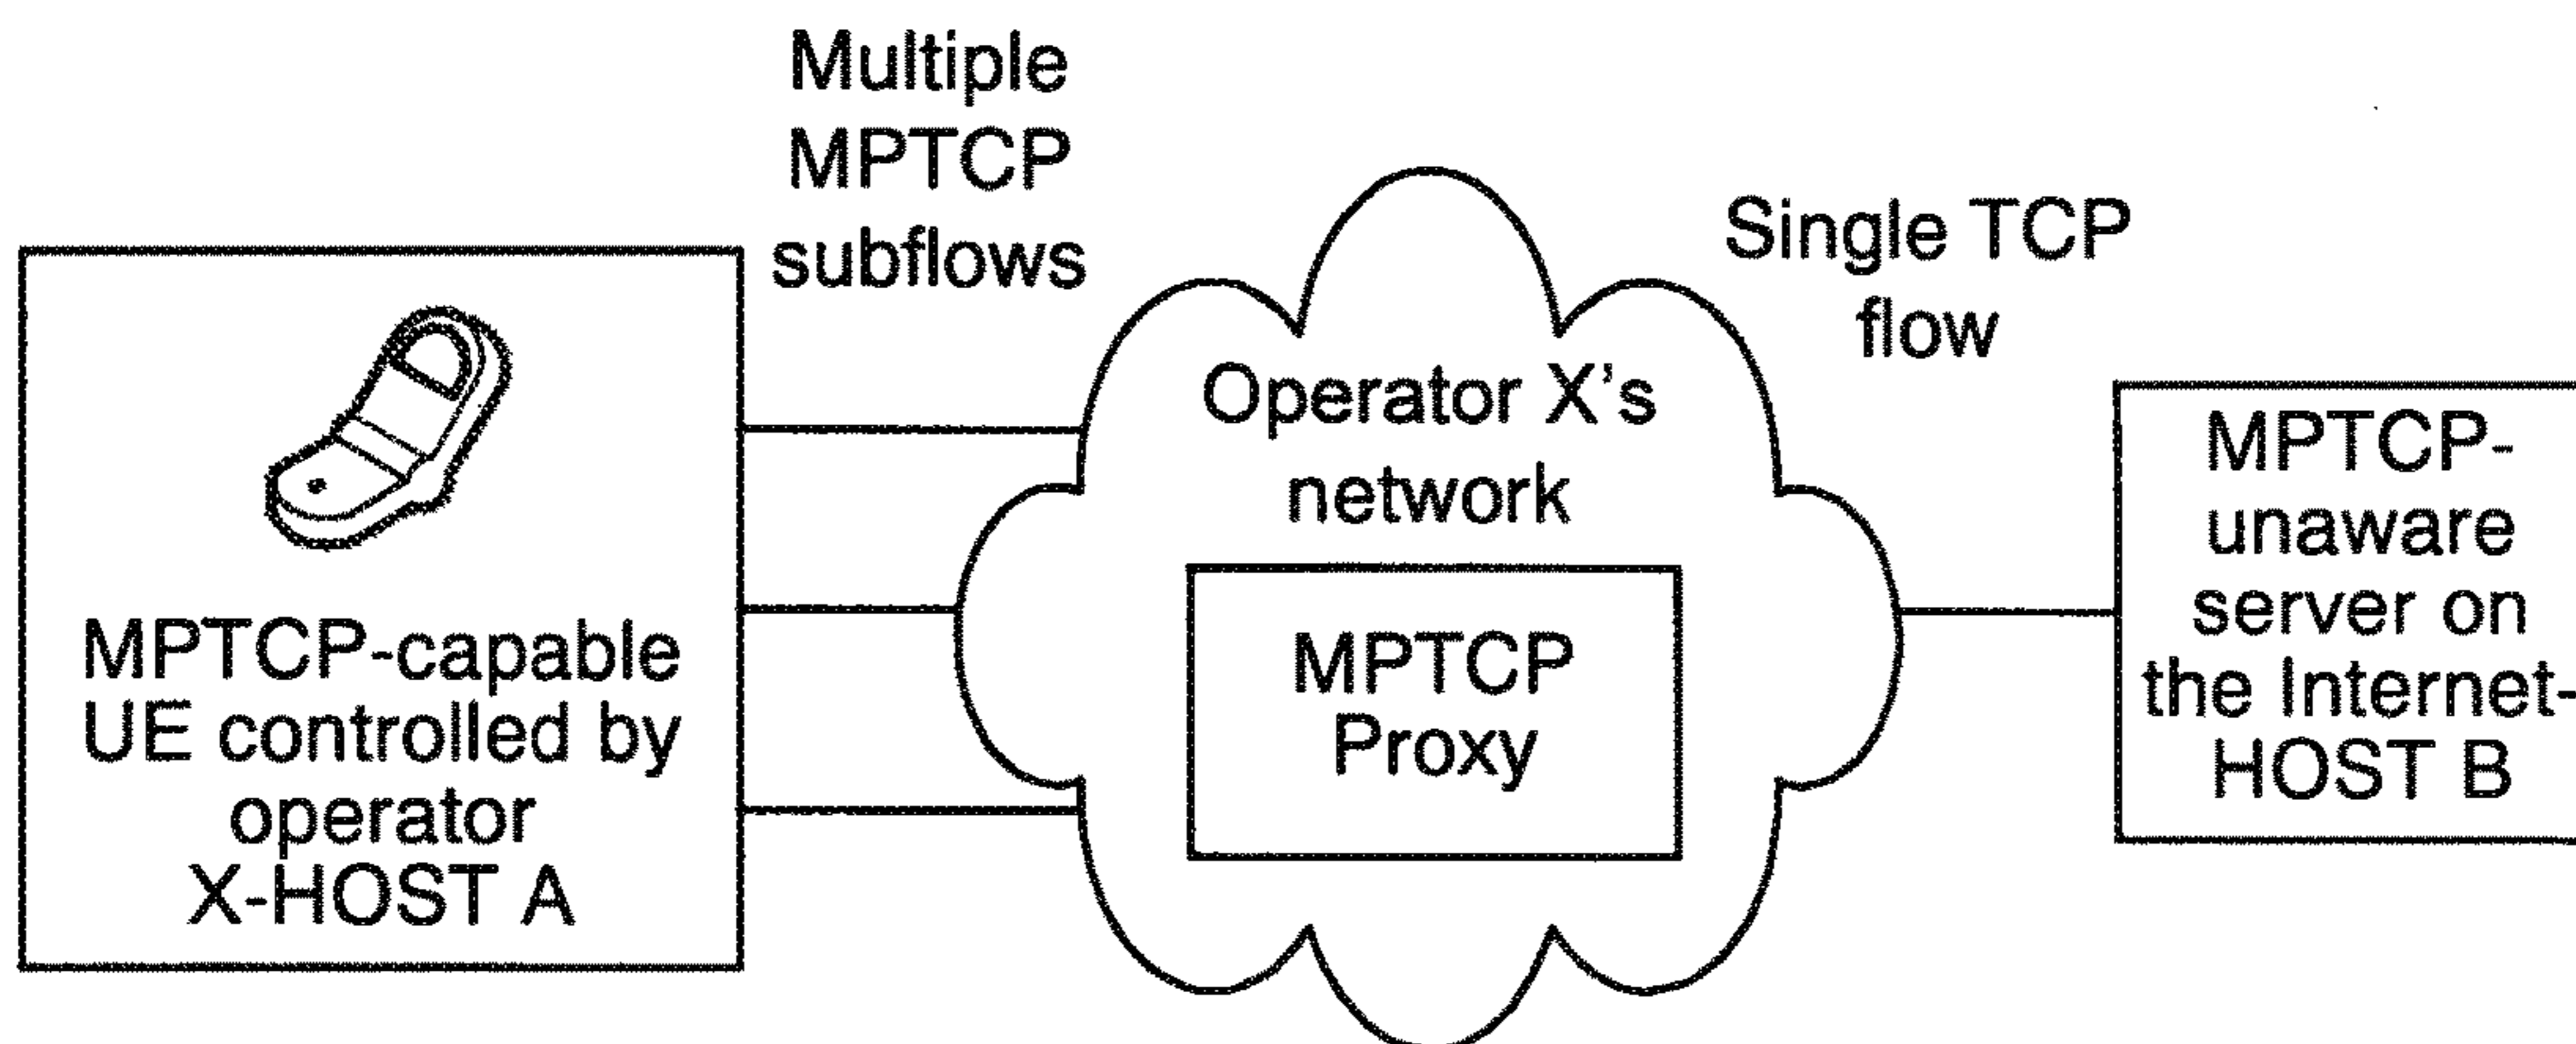 Multiple
MPTCP
subflows
Single TCP
flow
MPTCP-capable
UE controlled by
operator
X-HOST A
Operator X's
network
MPTCP
Proxy
MPTCP-
unaware
server on
the Internet-
HOST B